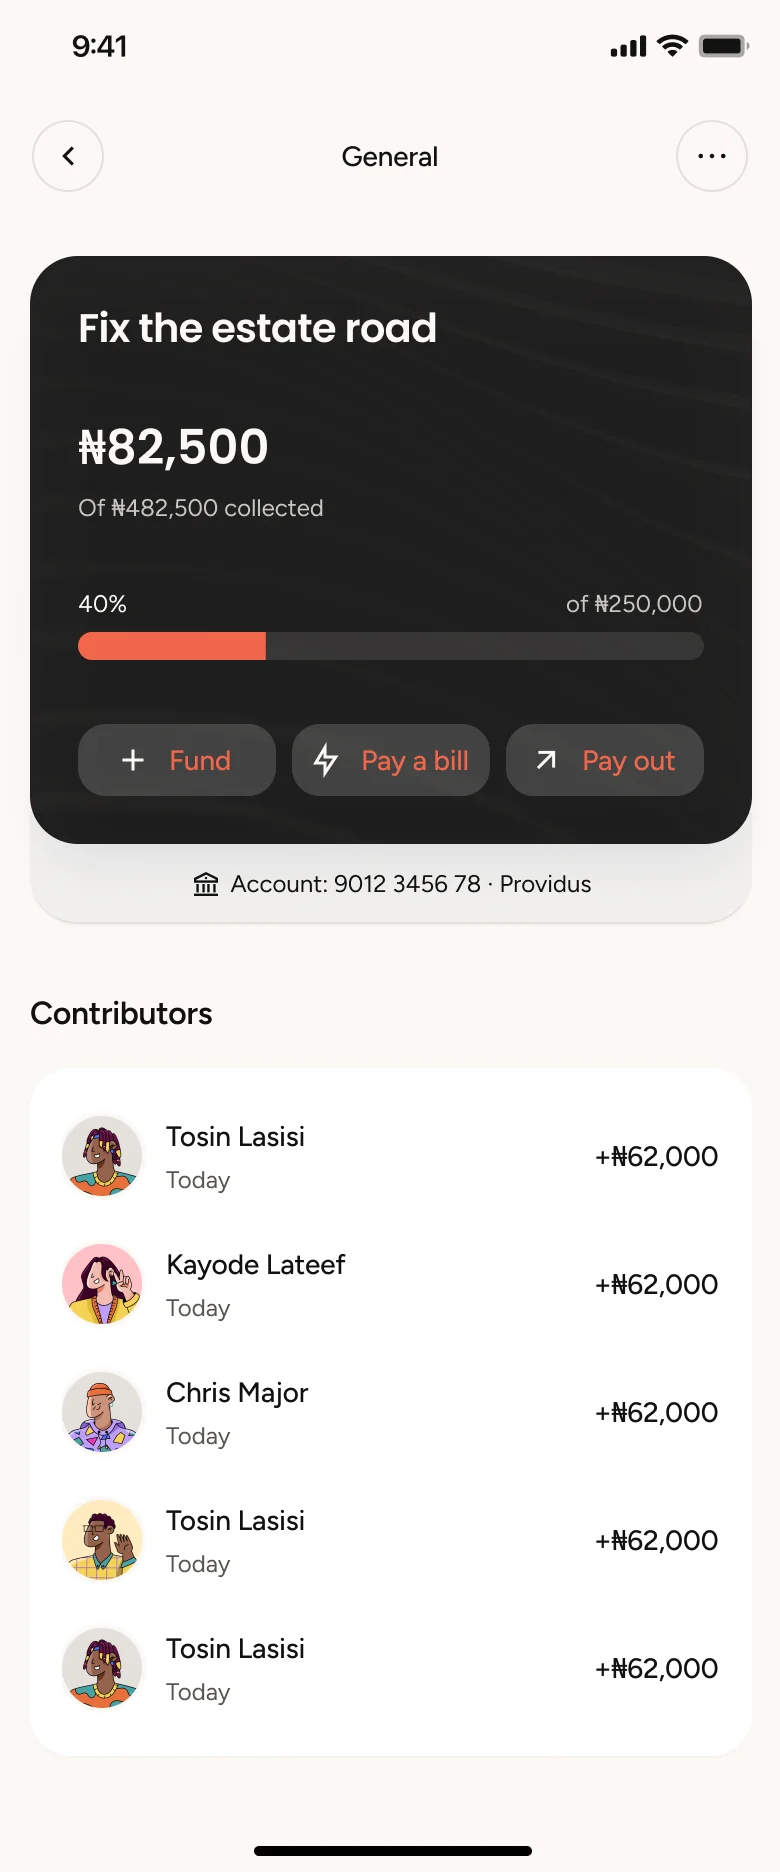 9:41
General
Fix the estate road
₦82,500
Of ₦482,500 collected
40% of ₦250,000
Fund Pay a bill Pay out
Account: 9012 3456 78 · Providus
Contributors
Tosin Lasisi
Today
+₦62,000
Kayode Lateef
Today
+₦62,000
Chris Major
Today
+₦62,000
Tosin Lasisi
Today
+₦62,000
Tosin Lasisi
Today
+₦62,000